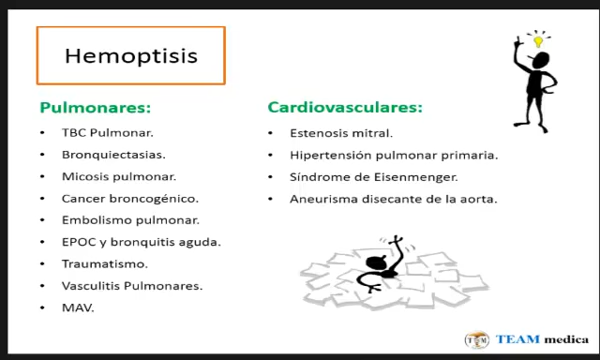 Hemoptisis
Pulmonares:
• TBC Pulmonar.
• Bronquiectasias.
• Micosis pulmonar.
• Cancer broncogénico.
• Embolismo pulmonar.
• EPOC y bronquitis aguda.
• Traumatismo.
• Vasculitis Pulmonares.
• MAV.
Cardiovasculares:
• Estenosis mitral.
• Hipertensión pulmonar primaria.
• Síndrome de Eisenmenger.
• Aneurisma disecante de la aorta.
TEAM medica